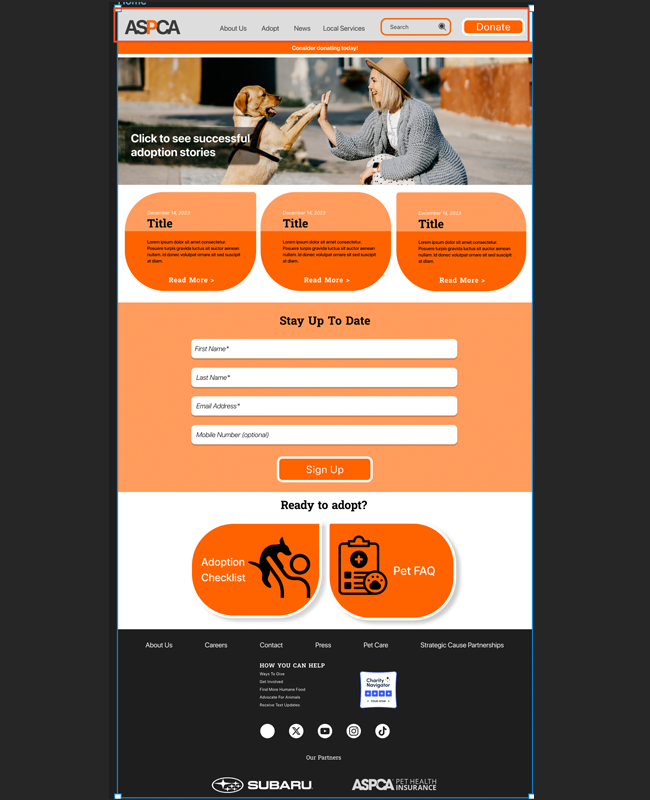 Home
ASPCA
About Us
Adopt
News
Local Services
Search
Donate
Consider donating today!
Click to see successful
adoption stories
December 14, 2023
Title
Lorem ipsum dolor sit amet consectetur.
Posuere turpis gravida luctus sit auctor aenean
nullam. Id donec volutpat ornare at sed suscipit
at diam.
Read More >
December 14, 2023
Title
Lorem ipsum dolor sit amet consectetur.
Posuere turpis gravida luctus sit auctor aenean
nullam. Id donec volutpat ornare at sed suscipit
at diam.
Read More >
December 14, 2023
Title
Lorem ipsum dolor sit amet consectetur.
Posuere turpis gravida luctus sit auctor aenean
nullam. Id donec volutpat ornare at sed suscipit
at diam.
Read More >
Stay Up To Date
First Name*
Last Name*
Email Address*
Mobile Number (optional)
Sign Up
Ready to adopt?
Adoption
Checklist
Pet FAQ
About Us
Careers
Contact
Press
Pet Care
Strategic Cause Partnerships
HOW YOU CAN HELP
Ways To Give
Get Involved
Find More Humane Food
Advocate For Animals
Receive Text Updates
Charity
Navigator
FOUR STAR
Our Partners
SUBARU
ASPCA PET HEALTH
INSURANCE